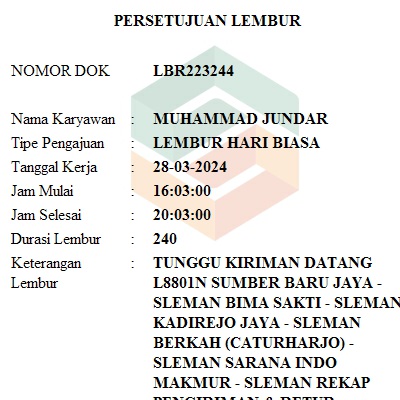 PERSETUJUAN LEMBUR
NOMOR DOK LBR223244
Nama Karyawan : MUHAMMAD JUNDAR
Tipe Pengajuan : LEMBUR HARI BIASA
Tanggal Kerja : 28-03-2024
Jam Mulai : 16:03:00
Jam Selesai : 20:03:00
Durasi Lembur : 240
Keterangan : TUNGGU KIRIMAN DATANG
Lembur L8801N SUMBER BARU JAYA -
SLEMAN BIMA SAKTI - SLEMAN
KADIREJO JAYA - SLEMAN
BERKAH (CATURHARJO) -
SLEMAN SARANA INDO
MAKMUR - SLEMAN REKAP
PENGIRIMAN & RETUR